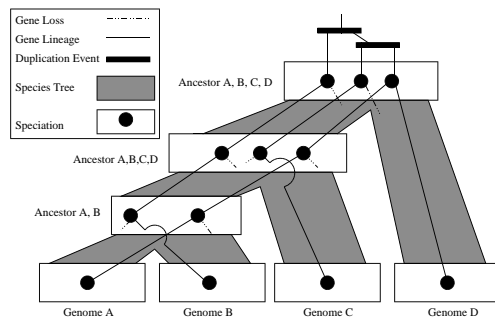 Gene Loss
Gene Lineage
Duplication Event
Species Tree
Speciation
Ancestor A, B, C, D
Ancestor A,B,C,D
Ancestor A, B
Genome A
Genome B
Genome C
Genome D